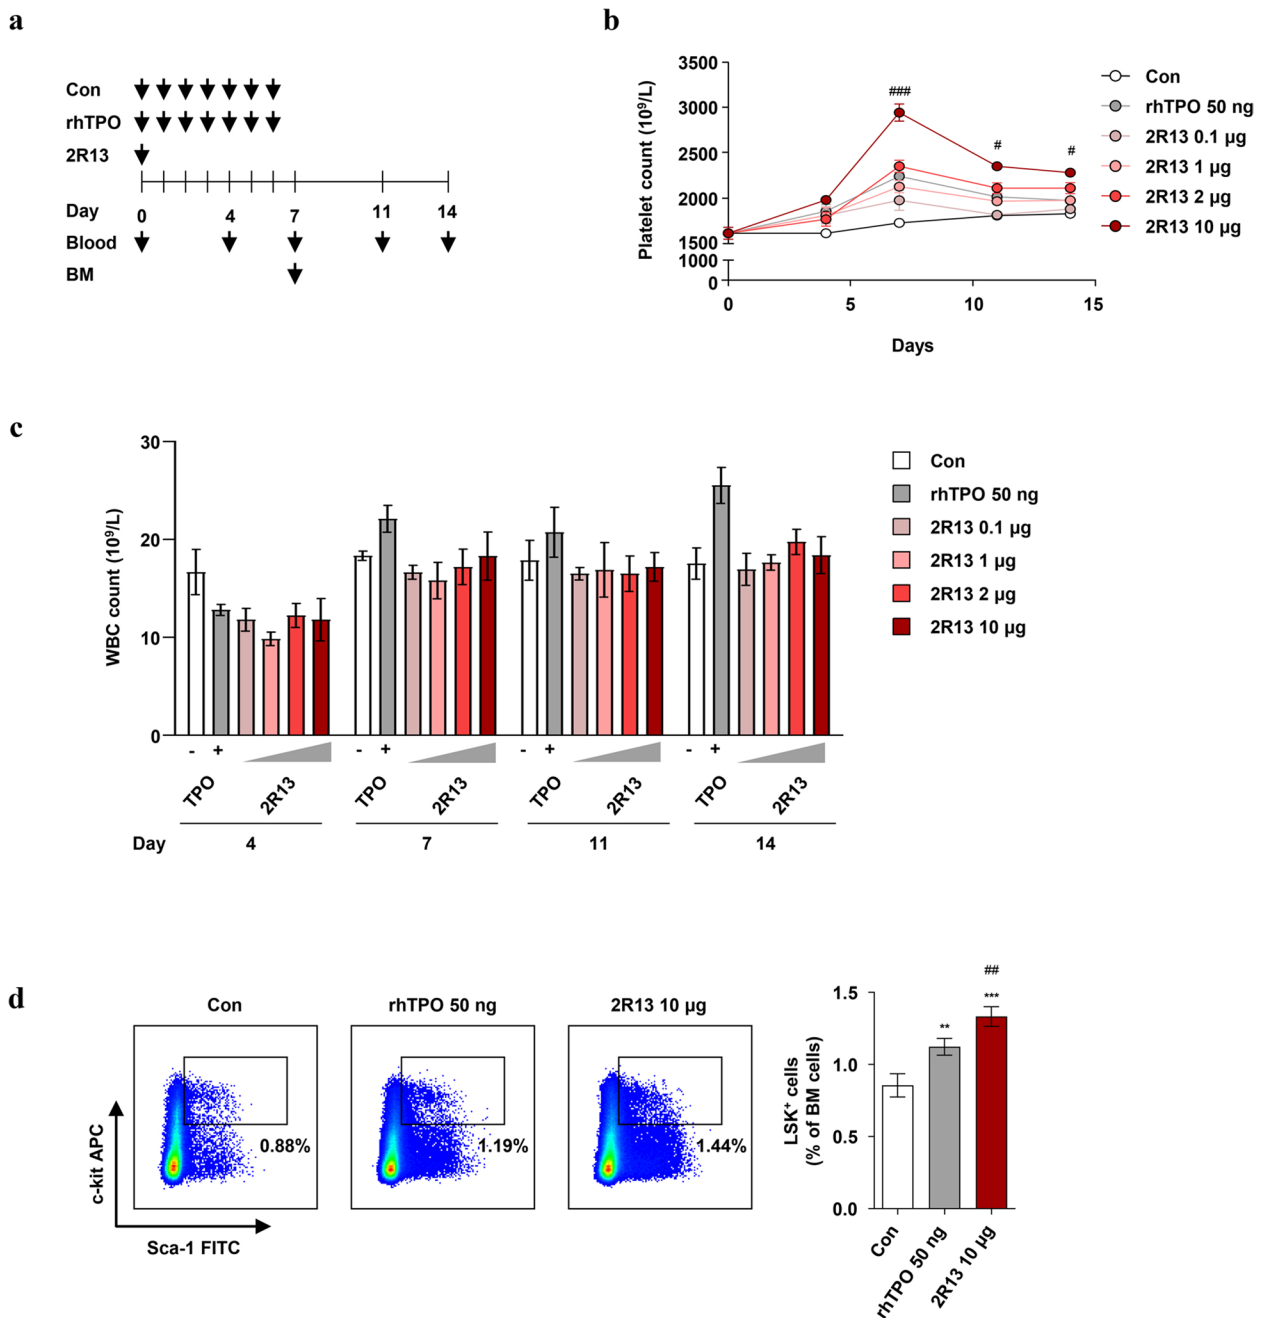 a
Con
rhTPO
2R13
Day 0 4 7 11 14
Blood
BM
b
Platelet count (10⁹/L)
3500
3000
2500
2000
1500
1000
0
###
#
#
0 5 10 15
Days
Con
rhTPO 50 ng
2R13 0.1 µg
2R13 1 µg
2R13 2 µg
2R13 10 µg
c
WBC count (10⁹/L)
30
20
10
0
Con
rhTPO 50 ng
2R13 0.1 µg
2R13 1 µg
2R13 2 µg
2R13 10 µg
- + - + - + - +
TPO 2R13 TPO 2R13 TPO 2R13 TPO 2R13
Day 4 7 11 14
d
Con
rhTPO 50 ng
2R13 10 µg
0.88%
1.19%
1.44%
c-kit APC
Sca-1 FITC
LSK⁺ cells
(% of BM cells)
1.5
1.0
0.5
0.0
##
**
***
Con
rhTPO 50 ng
2R13 10 µg